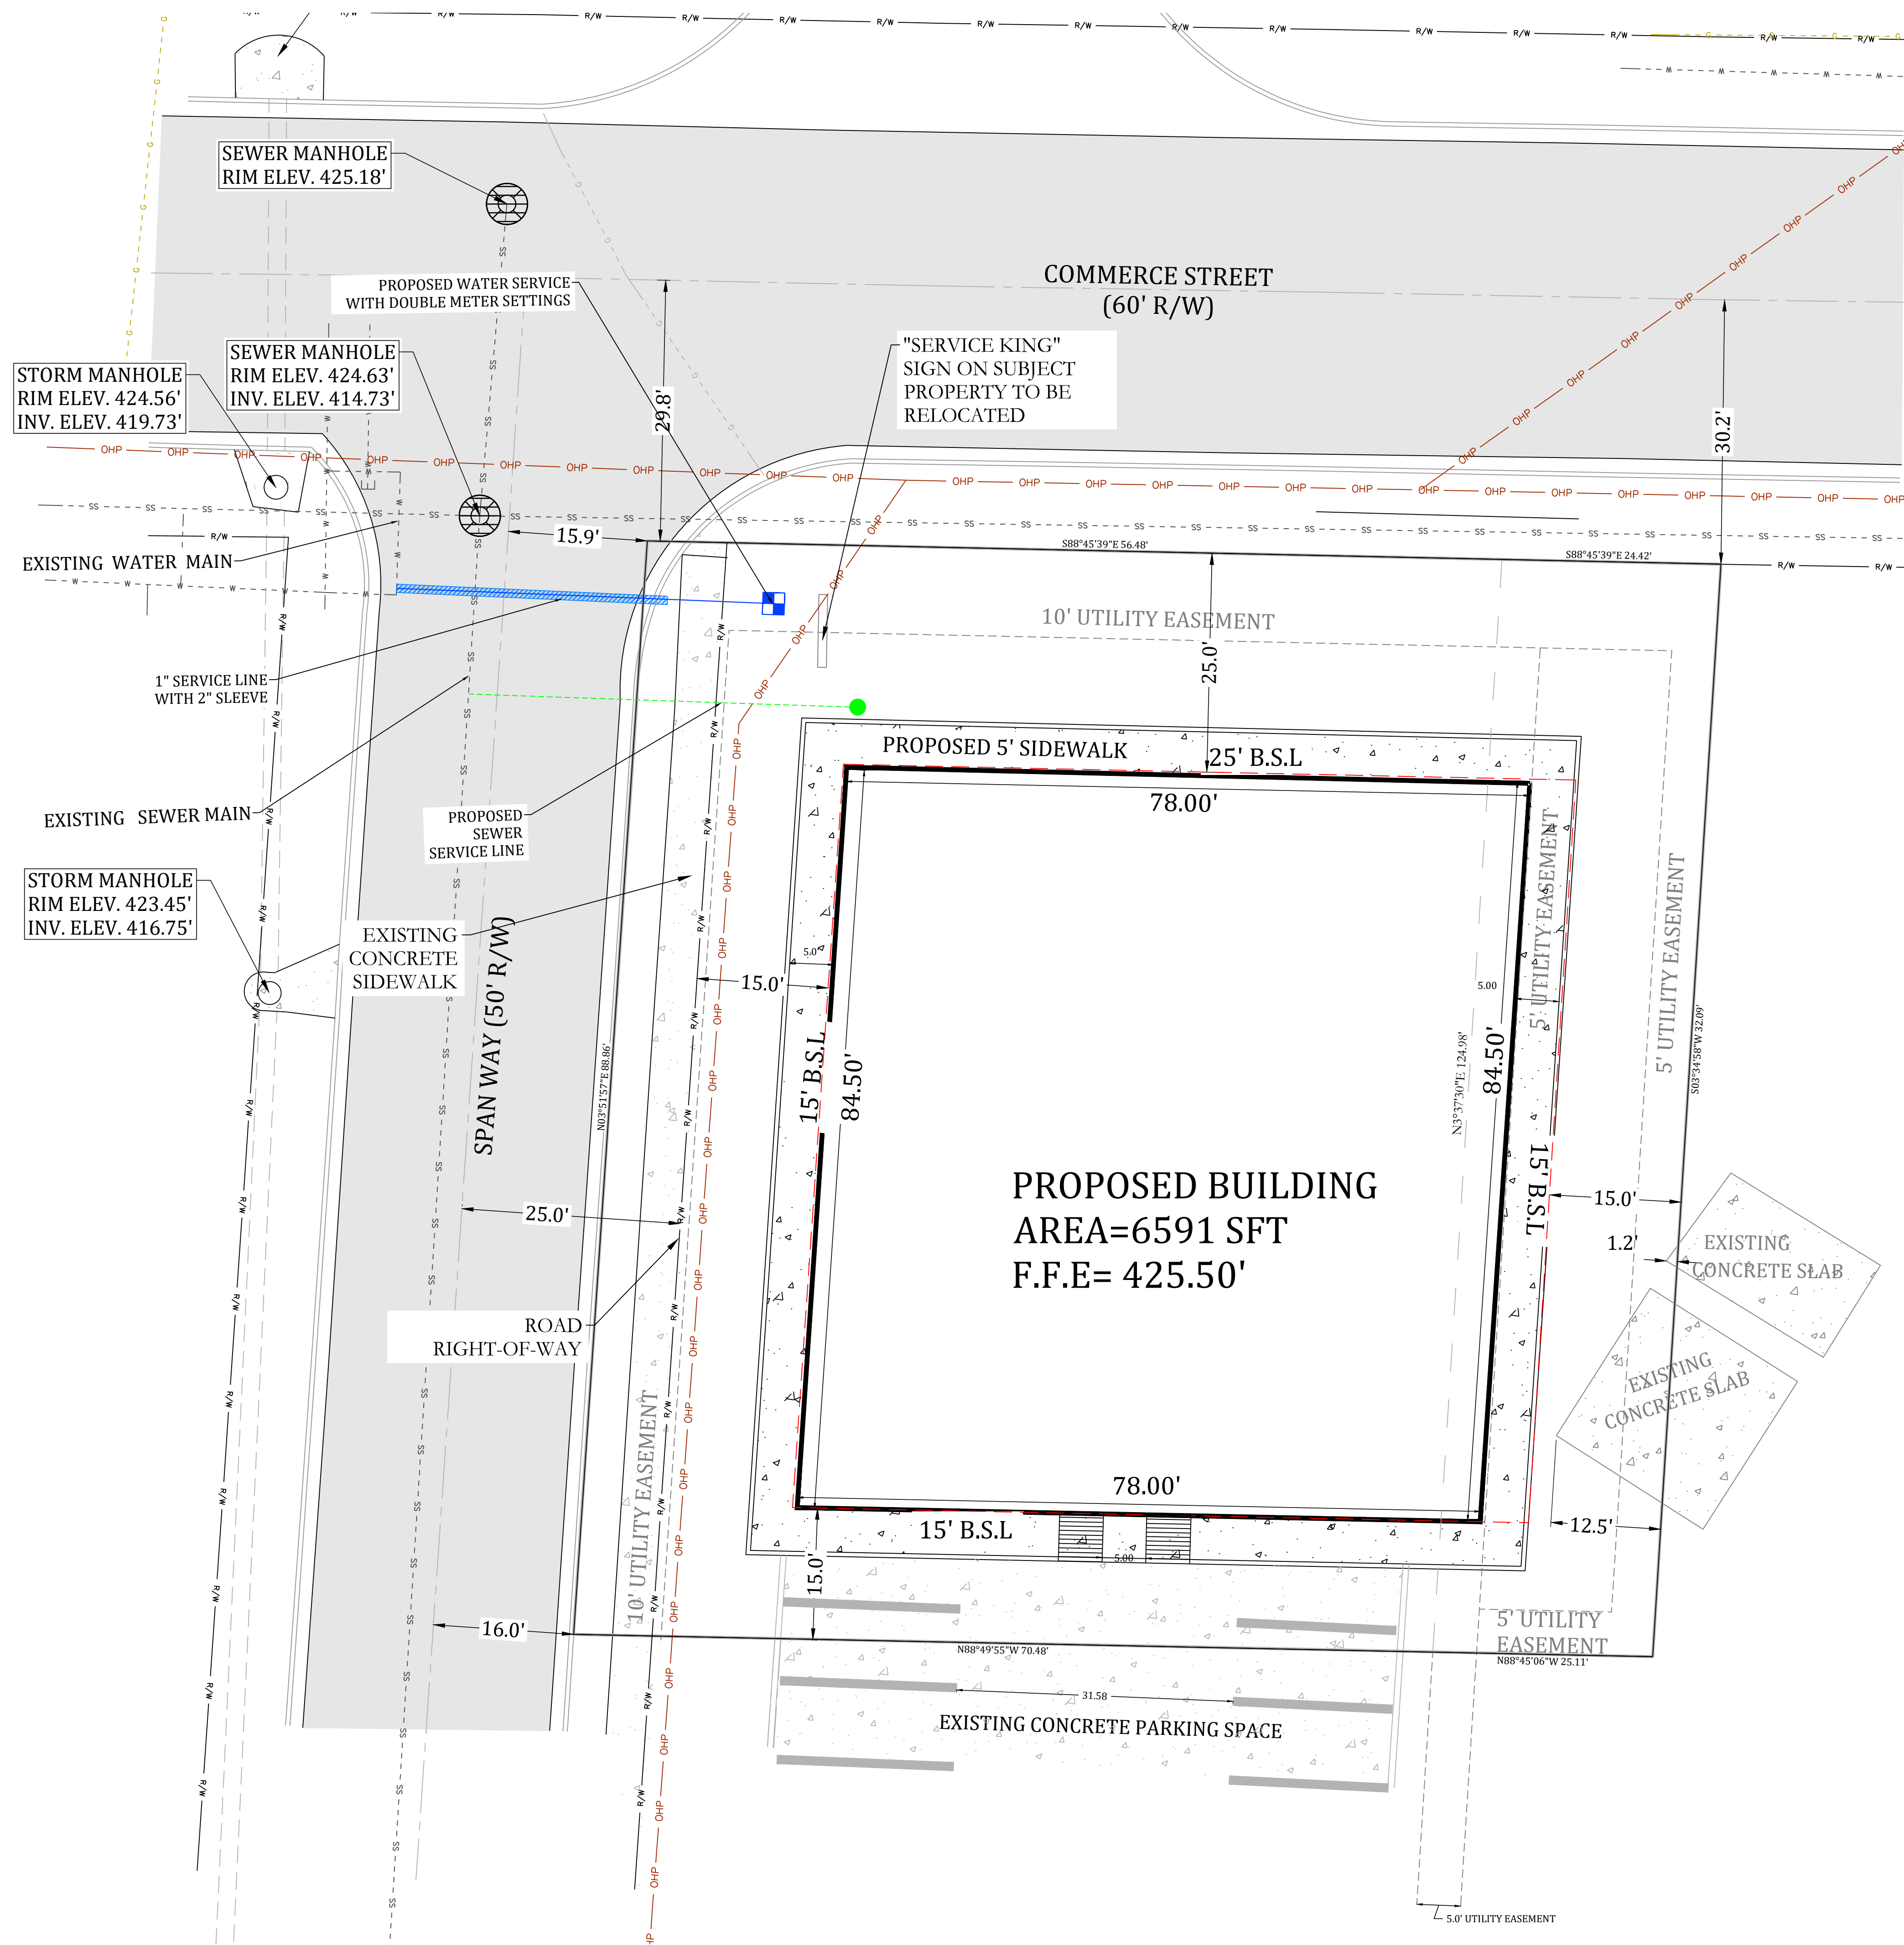 SEWER MANHOLE
RIM ELEV. 425.18'
PROPOSED WATER SERVICE
WITH DOUBLE METER SETTINGS
COMMERCE STREET
(60' R/W)
STORM MANHOLE
RIM ELEV. 424.56'
INV. ELEV. 419.73'
SEWER MANHOLE
RIM ELEV. 424.63'
INV. ELEV. 414.73'
29.8'
"SERVICE KING"
SIGN ON SUBJECT
PROPERTY TO BE
RELOCATED
30.2'
EXISTING WATER MAIN
15.9'
S88°45'39"E 56.48'
S88°45'39"E 24.42'
10' UTILITY EASEMENT
25.0'
1" SERVICE LINE
WITH 2" SLEEVE
PROPOSED 5' SIDEWALK
25' B.S.L
78.00'
EXISTING SEWER MAIN
PROPOSED
SEWER
SERVICE LINE
5' UTILITY EASEMENT
5' UTILITY EASEMENT
STORM MANHOLE
RIM ELEV. 423.45'
INV. ELEV. 416.75'
EXISTING
CONCRETE
SIDEWALK
SPAN WAY (50' R/W)
5.0'
15.0'
5.00
N03°51'57"E 88.86'
15' B.S.L
84.50'
N3°37'30"E 124.98'
84.50'
S03°34'58"W 32.09'
PROPOSED BUILDING
AREA=6591 SFT
F.F.E= 425.50'
15' B.S.L
15.0'
25.0'
1.2'
EXISTING
CONCRETE SLAB
ROAD
RIGHT-OF-WAY
EXISTING
CONCRETE SLAB
10' UTILITY EASEMENT
78.00'
15' B.S.L
12.5'
15.0'
5.00
16.0'
5' UTILITY
EASEMENT
N88°49'55"W 70.48'
N88°45'06"W 25.11'
31.58
EXISTING CONCRETE PARKING SPACE
5.0' UTILITY EASEMENT